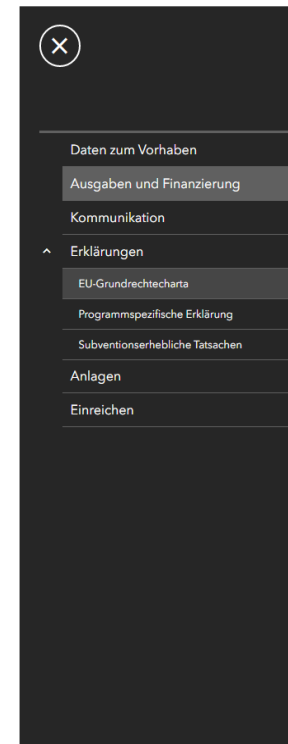 Daten zum Vorhaben
Ausgaben und Finanzierung
Kommunikation
Erklärungen
EU-Grundrechtecharta
Programmspezifische Erklärung
Subventionserhebliche Tatsachen
Anlagen
Einreichen